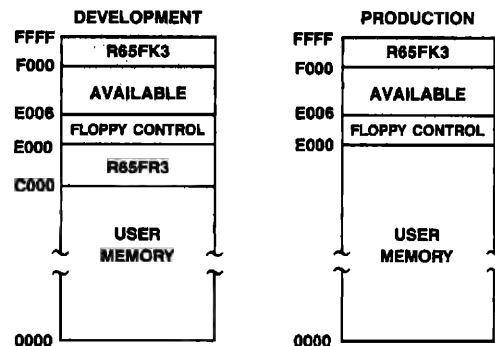 DEVELOPMENT
FFFF
R65FK3
F000
AVAILABLE
E006
FLOPPY CONTROL
E000
R65FR3
C000
USER
MEMORY
0000
PRODUCTION
FFFF
R65FK3
F000
AVAILABLE
E006
FLOPPY CONTROL
E000
USER
MEMORY
0000